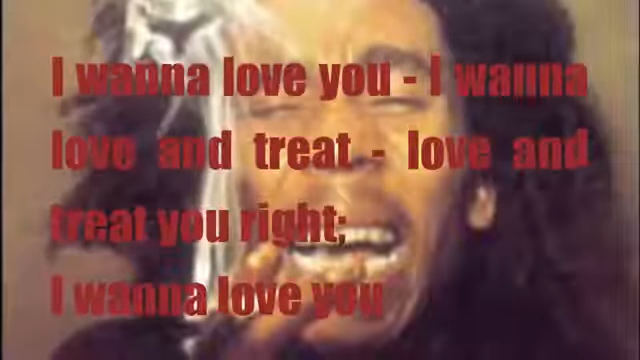 I wanna love you - I wanna
love and treat - love and
treat you right;
I wanna love you